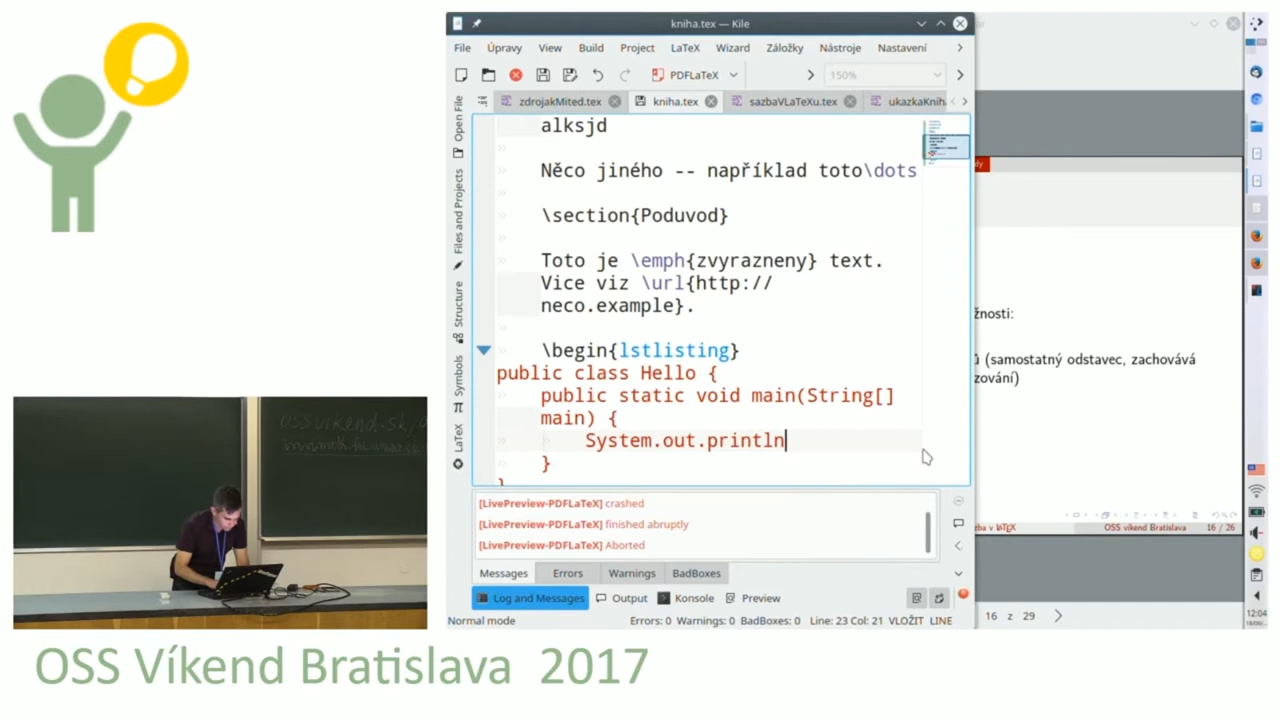 kniha.tex — Kile
File Úpravy View Build Project LaTeX Wizard Záložky Nástroje Nastavení
PDFLaTeX 150%
zdrojakMited.tex kniha.tex sazbaVLaTeXu.tex ukazkaKnih
Open File
Files and Projects
Structure
Symbols
LaTeX
alksjd
Něco jiného -- například toto\dots
\section{Poduvod}
Toto je \emph{zvyrazneny} text.
Vice viz \url{http://
neco.example}.
\begin{lstlisting}
public class Hello {
public static void main(String[]
main) {
System.out.println
}
}
[LivePreview-PDFLaTeX] crashed
[LivePreview-PDFLaTeX] finished abruptly
[LivePreview-PDFLaTeX] Aborted
Messages Errors Warnings BadBoxes
Log and Messages Output Konsole Preview
Normal mode Errors: 0 Warnings: 0 BadBoxes: 0 Line: 23 Col: 21 VLOŽIT LINE
žnosti:
ů (samostatný odstavec, zachovává
zování)
zba v LATEX OSS víkend Bratislava 16 / 26
16 z 29
12:04
ossvikend.sk/
OSS Víkend Bratislava 2017